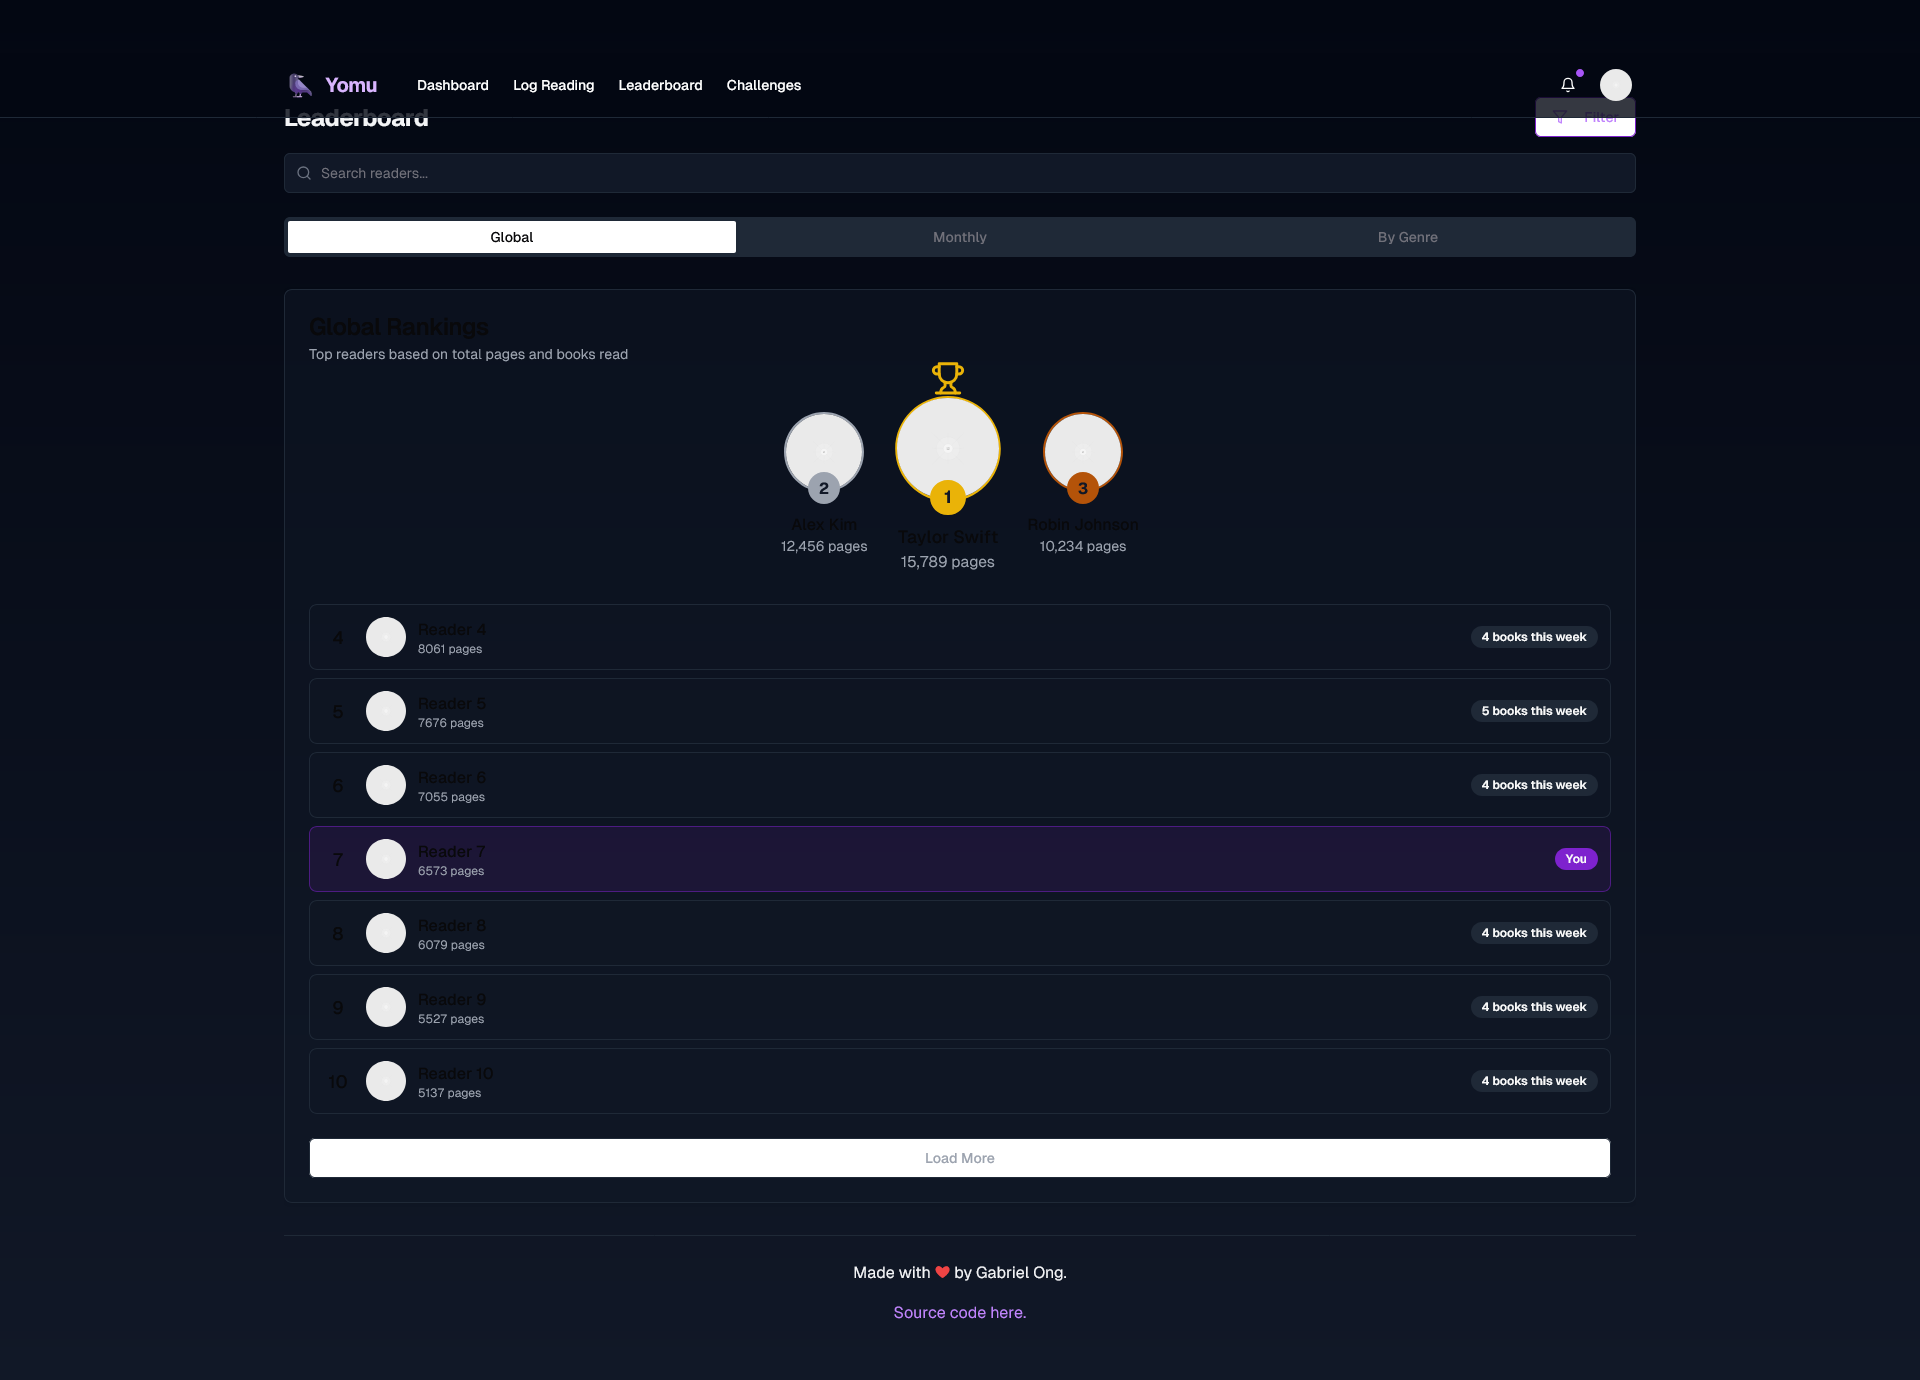 Yomu
Dashboard
Log Reading
Leaderboard
Challenges
Leaderboard
Filter
Search readers...
Global
Monthly
By Genre
Global Rankings
Top readers based on total pages and books read
2
Alex Kim
12,456 pages
1
Taylor Swift
15,789 pages
3
Robin Johnson
10,234 pages
4
Reader 4
8061 pages
4 books this week
5
Reader 5
7676 pages
5 books this week
6
Reader 6
7055 pages
4 books this week
7
Reader 7
6573 pages
You
8
Reader 8
6079 pages
4 books this week
9
Reader 9
5527 pages
4 books this week
10
Reader 10
5137 pages
4 books this week
Load More
Made with ❤️ by Gabriel Ong.
Source code here.